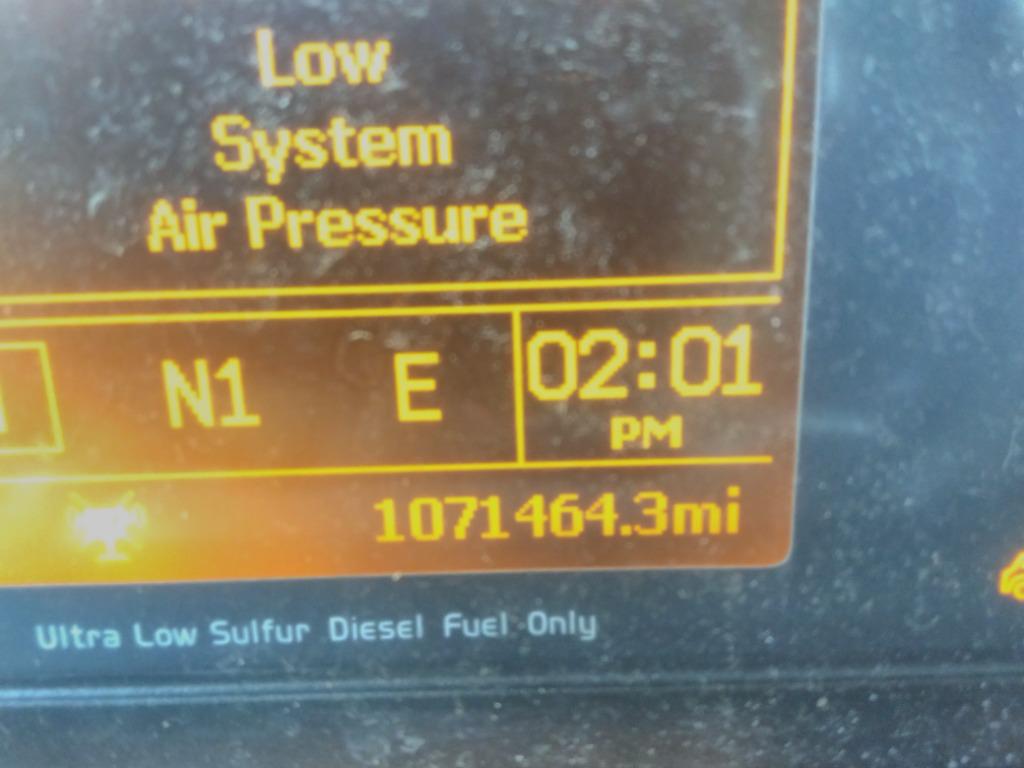 Low
System
Air Pressure
N1 E 02:01
PM
1071464.3mi
Ultra Low Sulfur Diesel Fuel Only